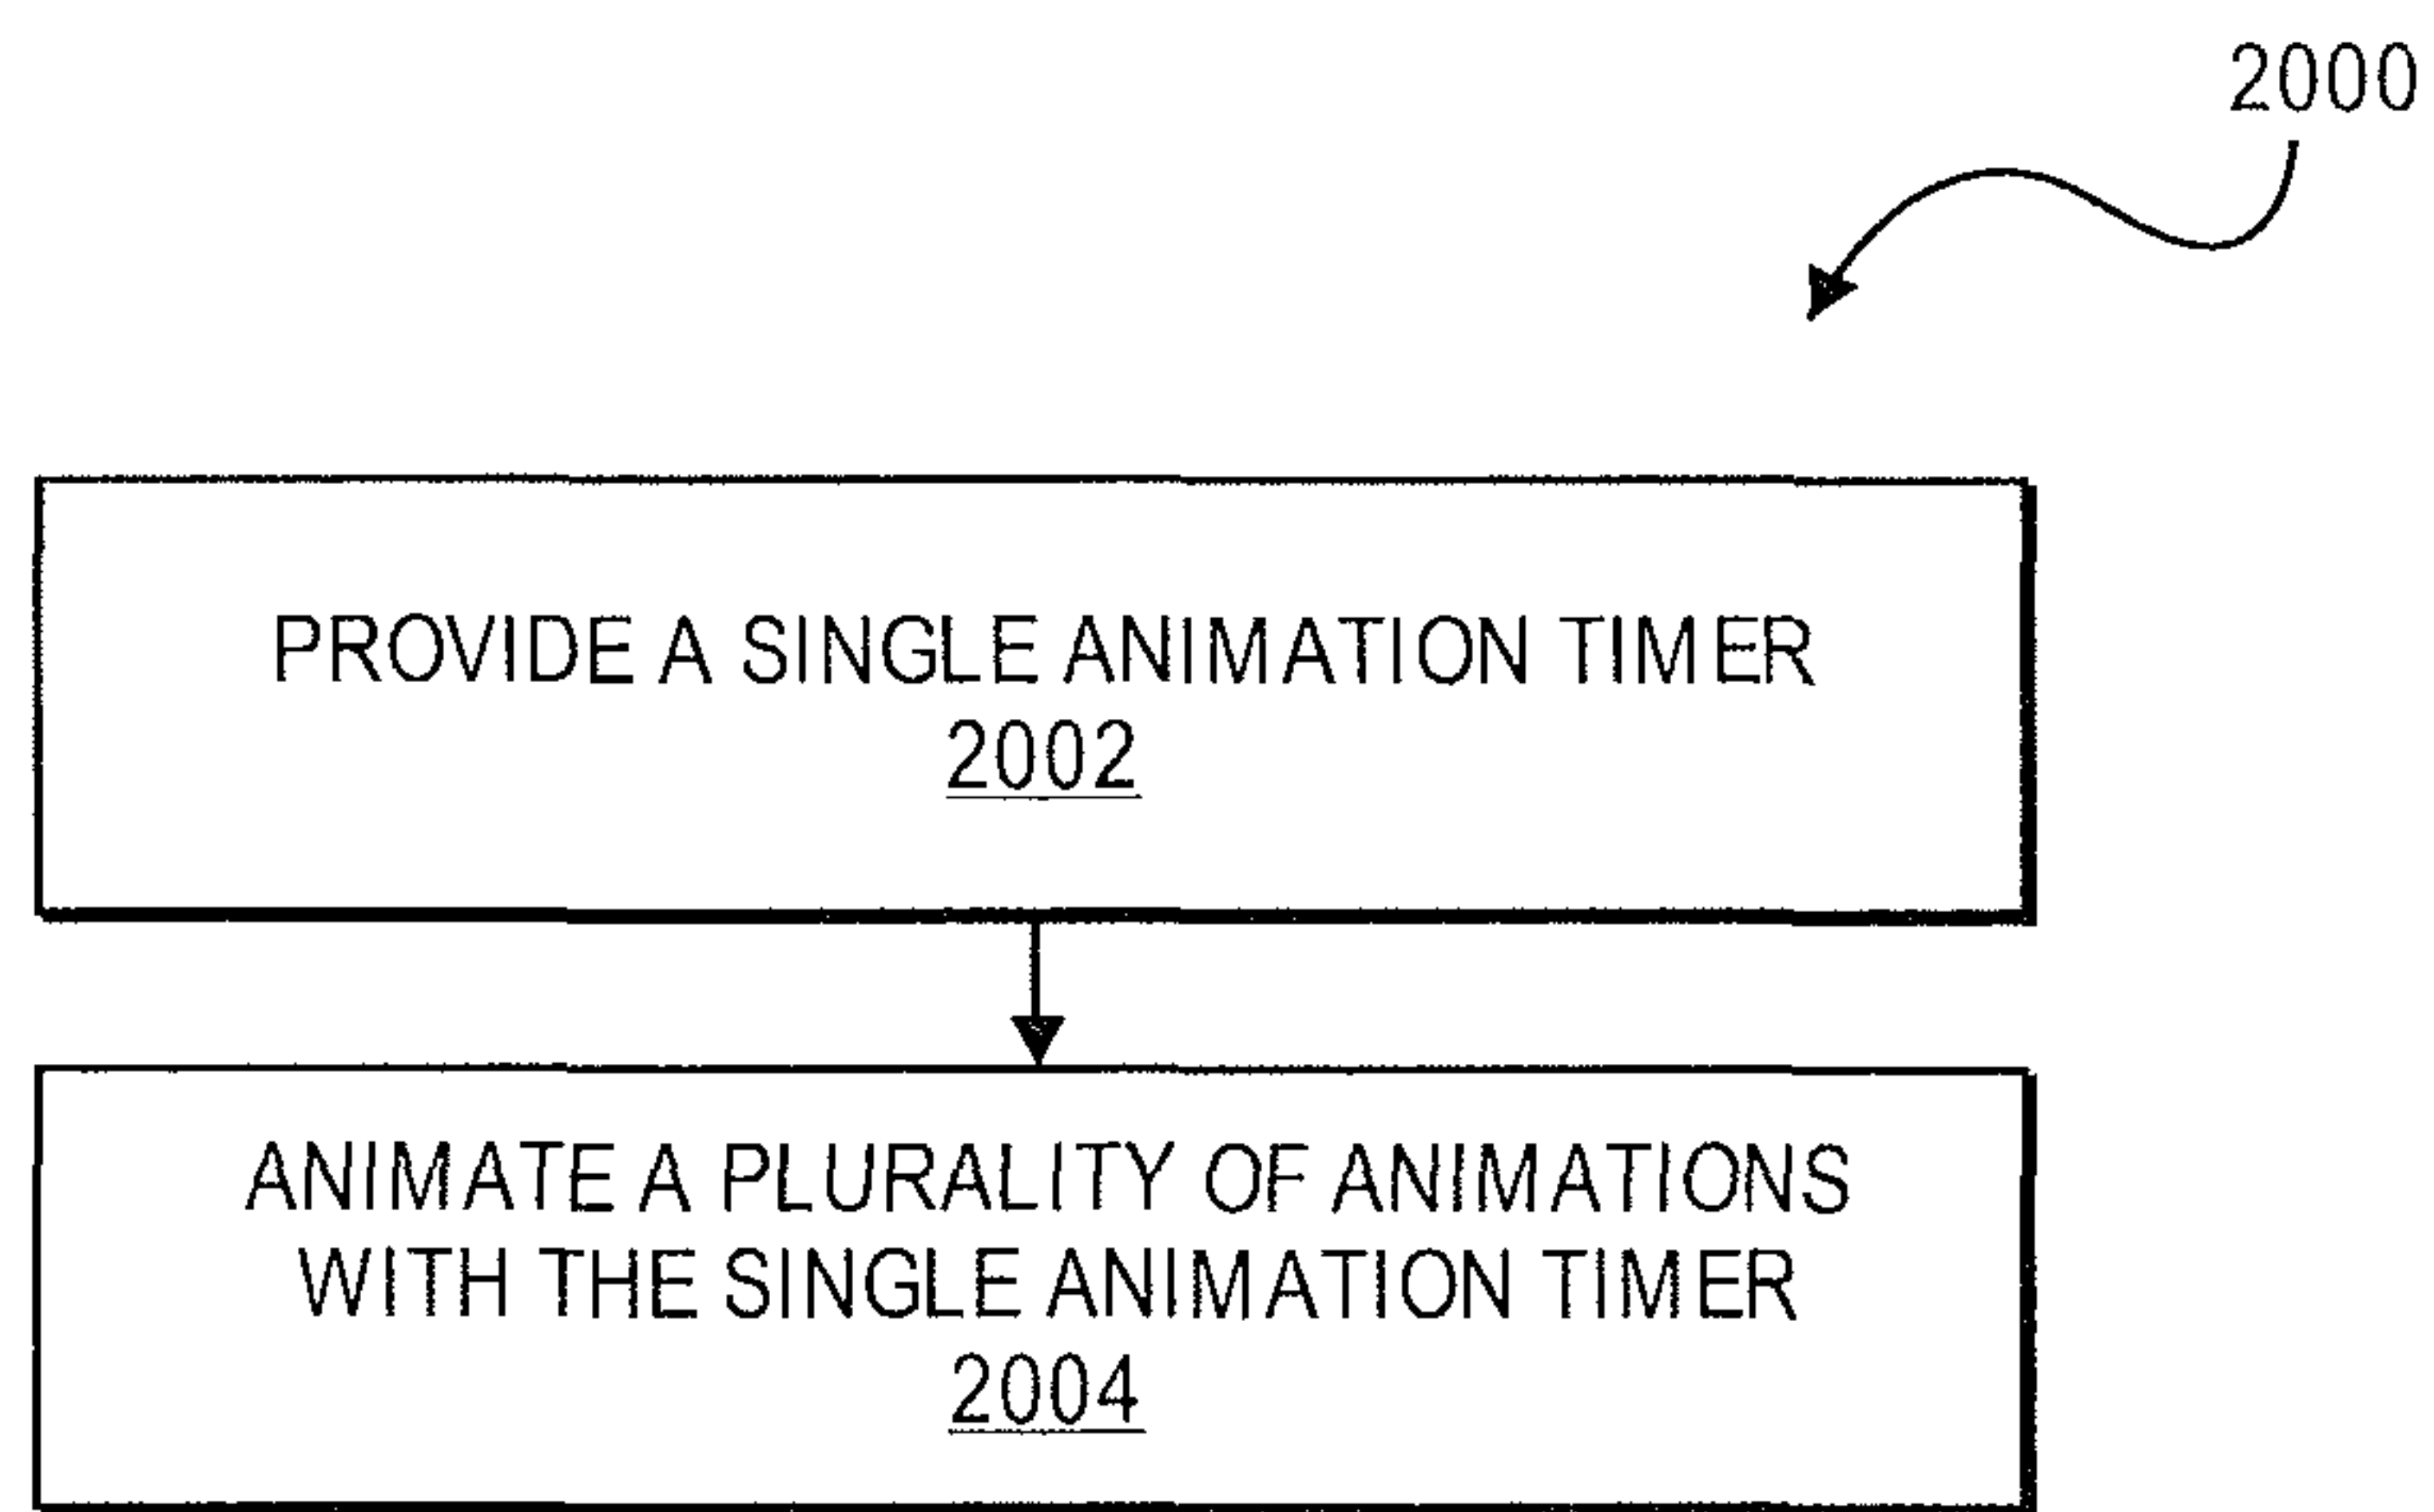 2000
PROVIDE A SINGLE ANIMATION TIMER
2002
ANIMATE A PLURALITY OF ANIMATIONS
WITH THE SINGLE ANIMATION TIMER
2004